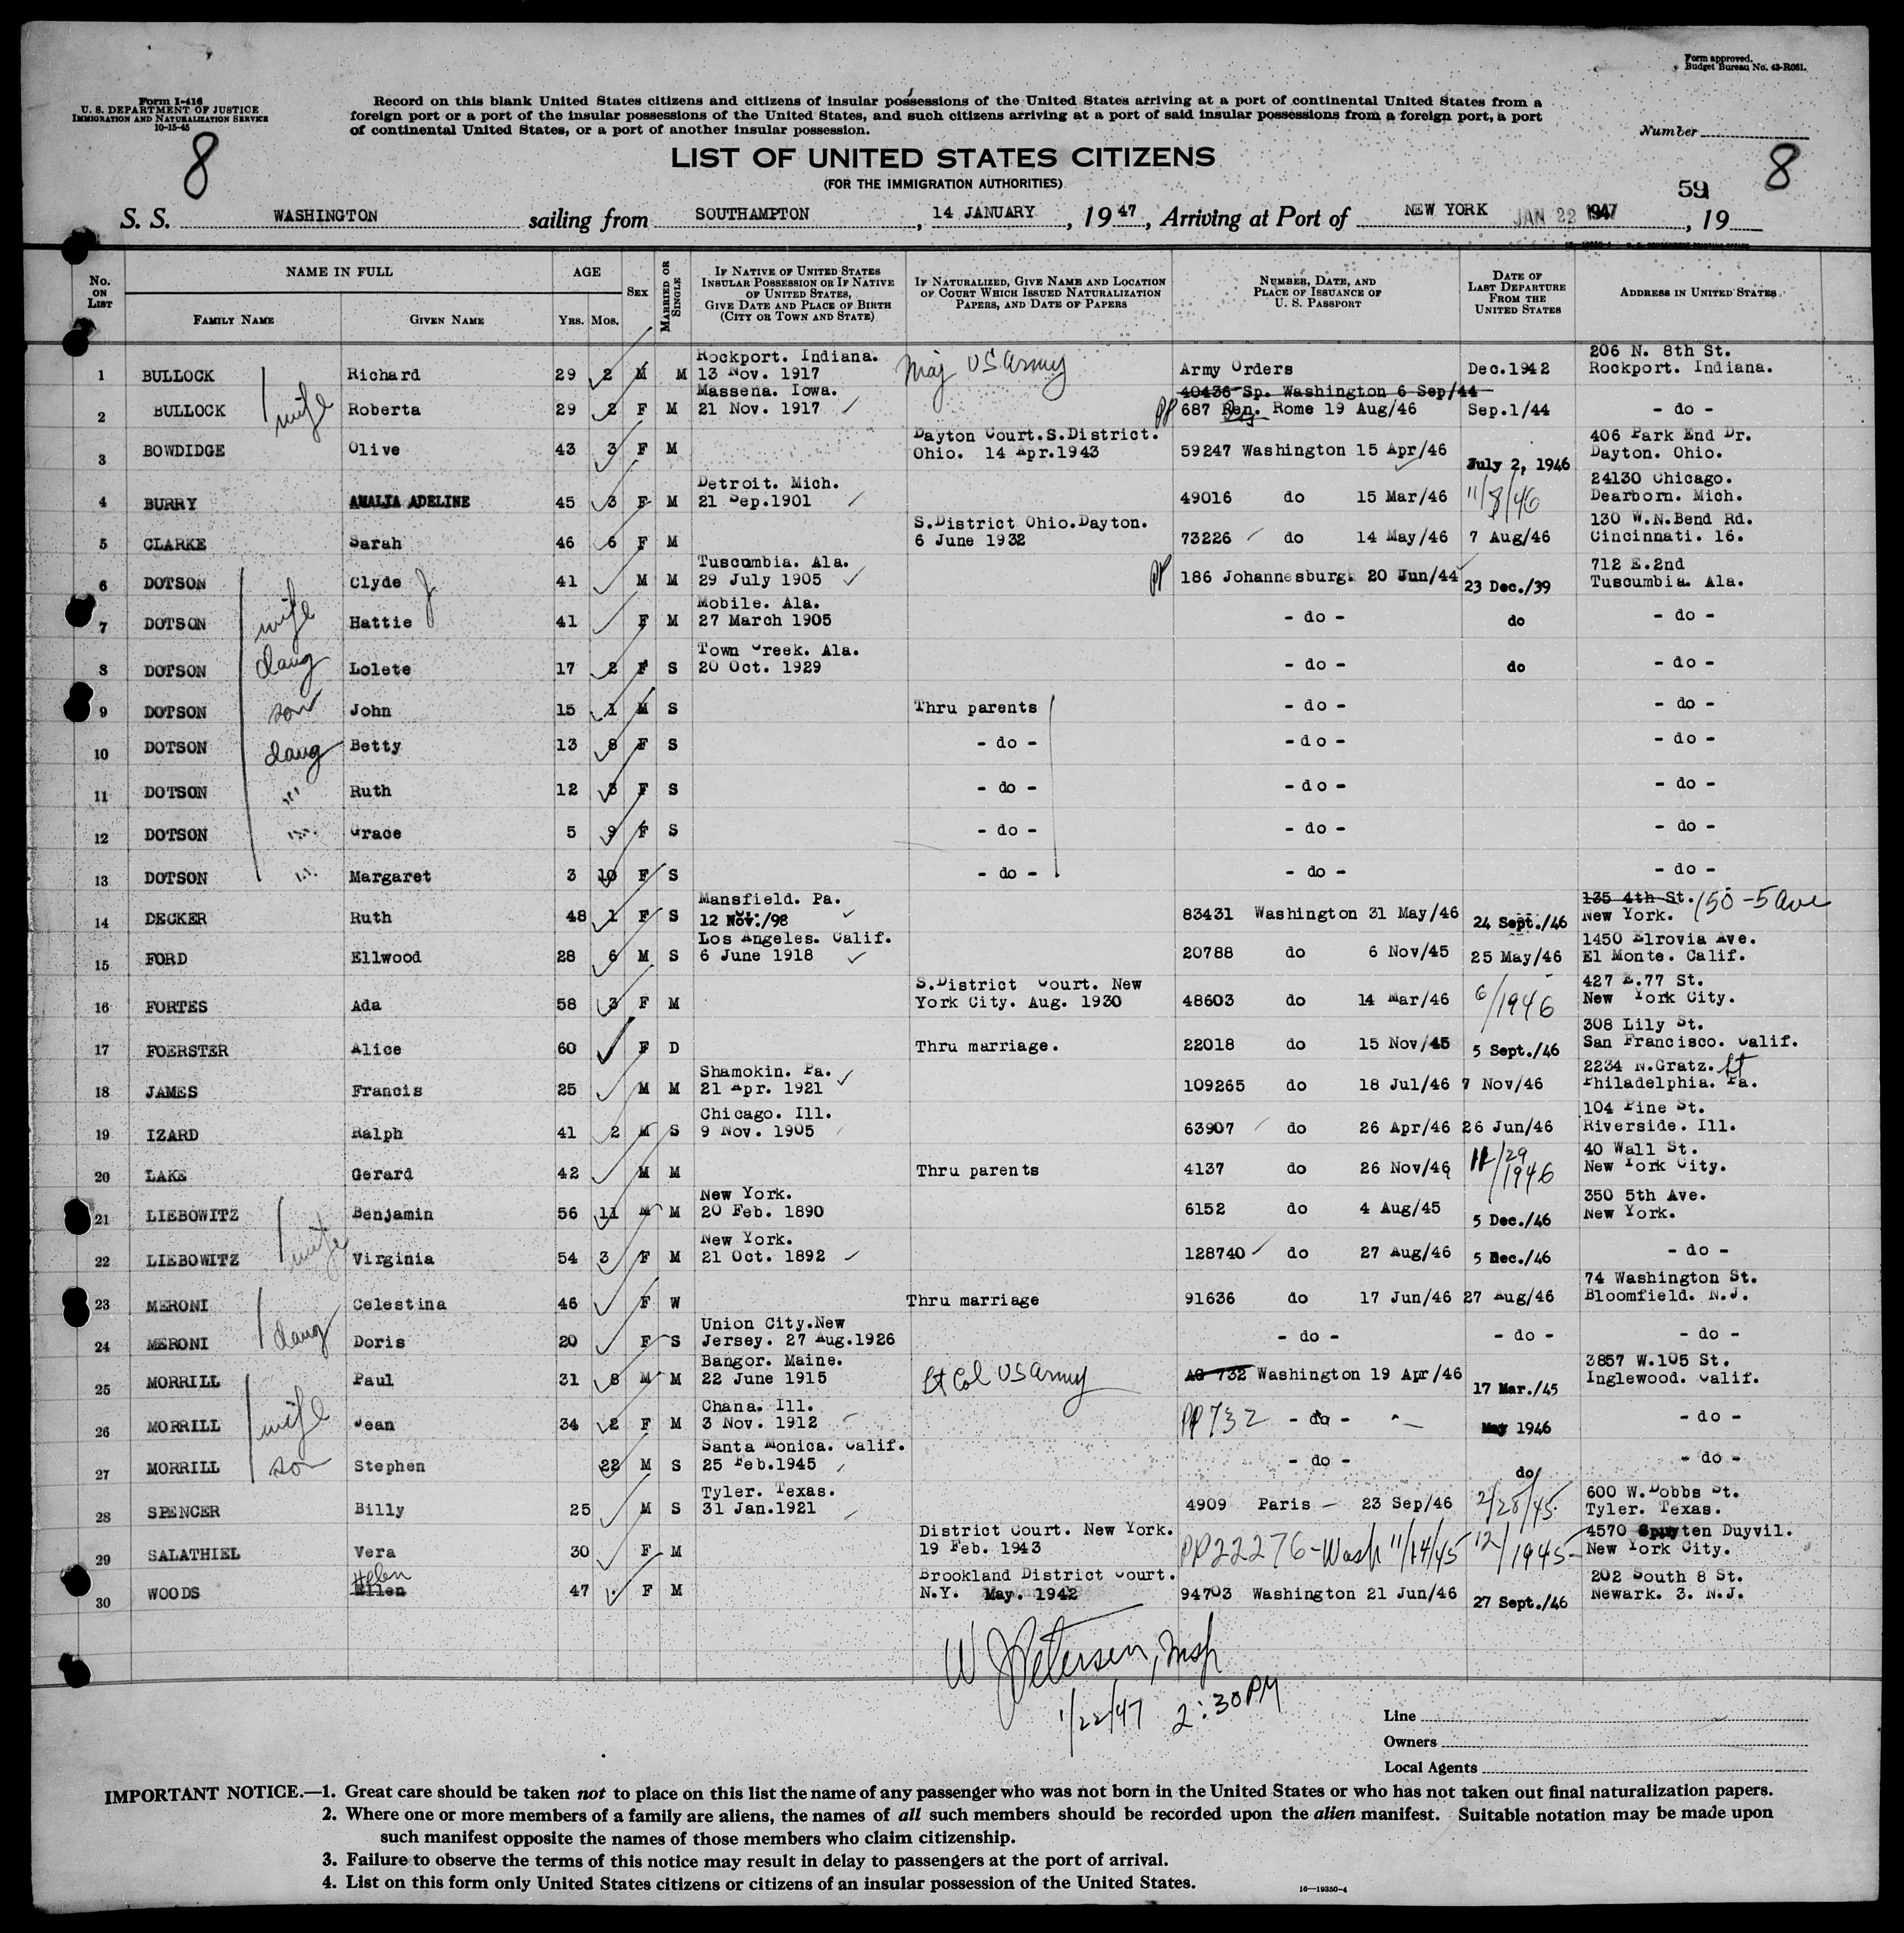 Form approved.
Budget Bureau No. 43-R051.
Form I-416
U. S. DEPARTMENT OF JUSTICE
IMMIGRATION AND NATURALIZATION SERVICE
10-15-45
Record on this blank United States citizens and citizens of insular possessions of the United States arriving at a port of continental United States from a
foreign port or a port of the insular possessions of the United States, and such citizens arriving at a port of said insular possessions from a foreign port, a port
of continental United States, or a port of another insular possession.
Number
8
LIST OF UNITED STATES CITIZENS
(FOR THE IMMIGRATION AUTHORITIES)
59
8
S. S. WASHINGTON sailing from SOUTHAMPTON, 14 JANUARY, 1947, Arriving at Port of NEW YORK JAN 22 1947, 19
No. ON LIST
NAME IN FULL
FAMILY NAME
GIVEN NAME
AGE
YRS. MOS.
SEX
MARRIED OR SINGLE
IF NATIVE OF UNITED STATES INSULAR POSSESSION OR IF NATIVE OF UNITED STATES, GIVE DATE AND PLACE OF BIRTH (CITY OR TOWN AND STATE)
IF NATURALIZED, GIVE NAME AND LOCATION OF COURT WHICH ISSUED NATURALIZATION PAPERS, AND DATE OF PAPERS
NUMBER, DATE, AND PLACE OF ISSUANCE OF U. S. PASSPORT
DATE OF LAST DEPARTURE FROM THE UNITED STATES
ADDRESS IN UNITED STATES
1 BULLOCK Richard 29 2 M M Rockport. Indiana. 13 Nov. 1917 Maj US Army Army Orders Dec.1942 206 N. 8th St. Rockport. Indiana.
2 BULLOCK wife Roberta 29 2 F M Massena. Iowa. 21 Nov. 1917 40436 Sp. Washington 6 Sep/44 PP 687 Ren. Rome 19 Aug/46 Sep.1/44 - do -
3 BOWDIDGE Olive 43 3 F M Dayton Court.S.District. Ohio. 14 Apr.1943 59247 Washington 15 Apr/46 July 2, 1946 406 Park End Dr. Dayton. Ohio.
4 BURRY AMALIA ADELINE 45 3 F M Detroit. Mich. 21 Sep.1901 49016 do 15 Mar/46 11/8/46 24130 Chicago. Dearborn. Mich.
5 CLARKE Sarah 46 6 F M S.District Ohio.Dayton. 6 June 1932 73226 do 14 May/46 7 Aug/46 130 W.N.Bend Rd. Cincinnati. 16.
6 DOTSON Clyde J 41 M M Tuscumbia. Ala. 29 July 1905 PP 186 Johannesburg. 20 Jun/44 23 Dec./39 712 E.2nd Tuscumbia. Ala.
7 DOTSON wife Hattie 41 F M Mobile. Ala. 27 March 1905 - do - do - do -
8 DOTSON daug Lolete 17 2 F S Town Creek. Ala. 20 Oct. 1929 - do - do - do -
9 DOTSON son John 15 1 M S Thru parents - do - - do -
10 DOTSON daug Betty 13 8 F S - do - - do - - do -
11 DOTSON Ruth 12 3 F S - do - - do - - do -
12 DOTSON Grace 5 9 F S - do - - do - - do -
13 DOTSON Margaret 3 10 F S - do - - do - - do -
14 DECKER Ruth 48 1 F S Mansfield. Pa. 12 Nov./98 83431 Washington 31 May/46 24 Sept./46 135 4th St. 150-5 Ave New York.
15 FORD Ellwood 28 6 M S Los Angeles. Calif. 6 June 1918 20788 do 6 Nov/45 25 May/46 1450 Elrovia Ave. El Monte. Calif.
16 FORTES Ada 58 3 F M S.District Court. New York City. Aug. 1930 48603 do 14 Mar/46 6/1946 427 E.77 St. New York City.
17 FOERSTER Alice 60 F D Thru marriage. 22018 do 15 Nov/45 5 Sept./46 308 Lily St. San Francisco. Calif.
18 JAMES Francis 25 M M Shamokin. Pa. 21 Apr. 1921 109265 do 18 Jul/46 7 Nov/46 2234 N.Gratz. St Philadelphia. Pa.
19 IZARD Ralph 41 2 M S Chicago. Ill. 9 Nov. 1905 63907 do 26 Apr/46 26 Jun/46 104 Pine St. Riverside. Ill.
20 LAKE Gerard 42 M M Thru parents 4137 do 26 Nov/46 11/29 1946 40 Wall St. New York City.
21 LIEBOWITZ Benjamin 56 11 M M New York. 20 Feb. 1890 6152 do 4 Aug/45 5 Dec./46 350 5th Ave. New York.
22 LIEBOWITZ wife Virginia 54 3 F M New York. 21 Oct. 1892 128740 do 27 Aug/46 5 Dec./46 - do -
23 MERONI Celestina 46 F W Thru marriage 91636 do 17 Jun/46 27 Aug/46 74 Washington St. Bloomfield. N.J.
24 MERONI daug Doris 20 F S Union City.New Jersey. 27 Aug.1926 - do - - do - - do -
25 MORRILL Paul 31 8 M M Bangor. Maine. 22 June 1915 Lt Col US Army AG 732 Washington 19 Apr/46 17 Mar./45 3857 W.105 St. Inglewood. Calif.
26 MORRILL wife Jean 34 2 F M Chana. Ill. 3 Nov. 1912 PP 732 - do - May 1946 - do -
27 MORRILL son Stephen 22 M S Santa Monica. Calif. 25 Feb.1945 - do - do - do -
28 SPENCER Billy 25 M S Tyler. Texas. 31 Jan.1921 4909 Paris - 23 Sep/46 2/28/45 600 W.Dobbs St. Tyler. Texas.
29 SALATHIEL Vera 30 F M District Court. New York. 19 Feb. 1943 PP22276-Wash 11/14/45 12/1945 4570 Spuyten Duyvil. New York City.
30 WOODS Ellen Helen 47 F M Brookland District Court. N.Y. May. 1942 94703 Washington 21 Jun/46 27 Sept./46 202 South 8 St. Newark. 3. N.J.
W J Petersen, Insp
1/22/47 2:30PM
Line
Owners
Local Agents
IMPORTANT NOTICE.—1. Great care should be taken not to place on this list the name of any passenger who was not born in the United States or who has not taken out final naturalization papers.
2. Where one or more members of a family are aliens, the names of all such members should be recorded upon the alien manifest. Suitable notation may be made upon
such manifest opposite the names of those members who claim citizenship.
3. Failure to observe the terms of this notice may result in delay to passengers at the port of arrival.
4. List on this form only United States citizens or citizens of an insular possession of the United States.
16—19350-4